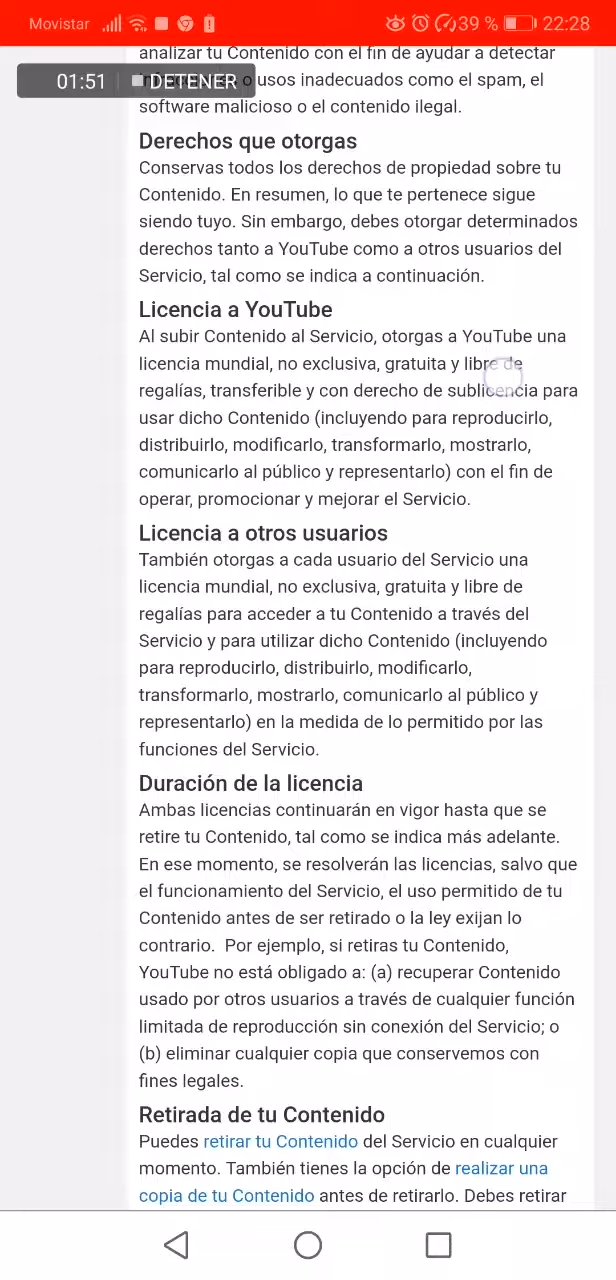 Movistar 39 % 22:28
analizar tu Contenido con el fin de ayudar a detectar
01:51 DETENER o usos inadecuados como el spam, el
software malicioso o el contenido ilegal.
Derechos que otorgas
Conservas todos los derechos de propiedad sobre tu
Contenido. En resumen, lo que te pertenece sigue
siendo tuyo. Sin embargo, debes otorgar determinados
derechos tanto a YouTube como a otros usuarios del
Servicio, tal como se indica a continuación.
Licencia a YouTube
Al subir Contenido al Servicio, otorgas a YouTube una
licencia mundial, no exclusiva, gratuita y libre de
regalías, transferible y con derecho de sublicencia para
usar dicho Contenido (incluyendo para reproducirlo,
distribuirlo, modificarlo, transformarlo, mostrarlo,
comunicarlo al público y representarlo) con el fin de
operar, promocionar y mejorar el Servicio.
Licencia a otros usuarios
También otorgas a cada usuario del Servicio una
licencia mundial, no exclusiva, gratuita y libre de
regalías para acceder a tu Contenido a través del
Servicio y para utilizar dicho Contenido (incluyendo
para reproducirlo, distribuirlo, modificarlo,
transformarlo, mostrarlo, comunicarlo al público y
representarlo) en la medida de lo permitido por las
funciones del Servicio.
Duración de la licencia
Ambas licencias continuarán en vigor hasta que se
retire tu Contenido, tal como se indica más adelante.
En ese momento, se resolverán las licencias, salvo que
el funcionamiento del Servicio, el uso permitido de tu
Contenido antes de ser retirado o la ley exijan lo
contrario.  Por ejemplo, si retiras tu Contenido,
YouTube no está obligado a: (a) recuperar Contenido
usado por otros usuarios a través de cualquier función
limitada de reproducción sin conexión del Servicio; o
(b) eliminar cualquier copia que conservemos con
fines legales.
Retirada de tu Contenido
Puedes retirar tu Contenido del Servicio en cualquier
momento. También tienes la opción de realizar una
copia de tu Contenido antes de retirarlo. Debes retirar